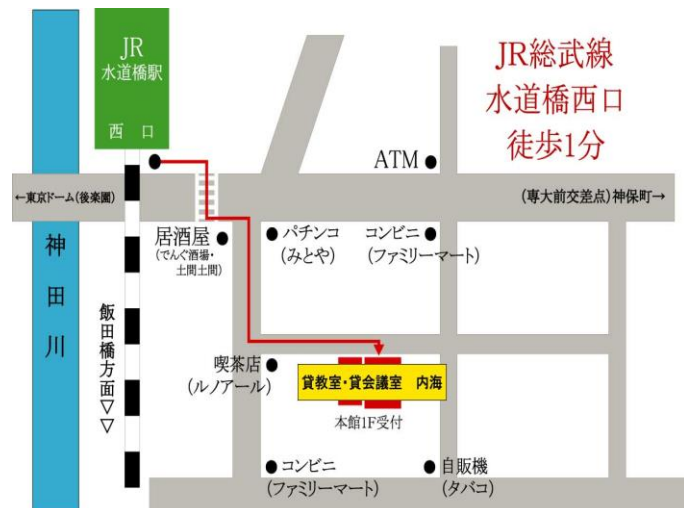 JR
水道橋駅
西 口
JR総武線
水道橋西口
徒歩1分
ATM
←東京ドーム(後楽園)
(専大前交差点)神保町→
神田川
居酒屋
(でんぐ酒場・
土間土間)
パチンコ
(みとや)
コンビニ
(ファミリーマート)
飯田橋方面▽▽
喫茶店
(ルノアール)
貸教室・貸会議室 内海
本館1F受付
コンビニ
(ファミリーマート)
自販機
(タバコ)